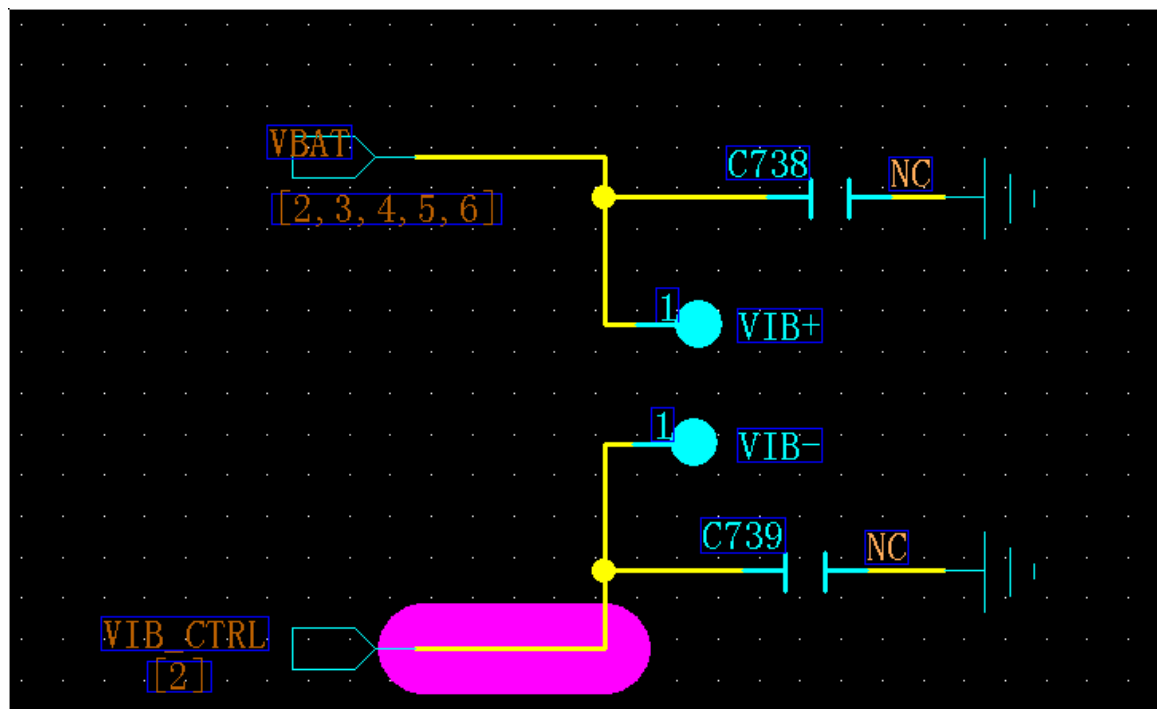 VBAT
[2,3,4,5,6]
C738
NC
1
VIB+
1
VIB-
C739
NC
VIB_CTRL
[2]